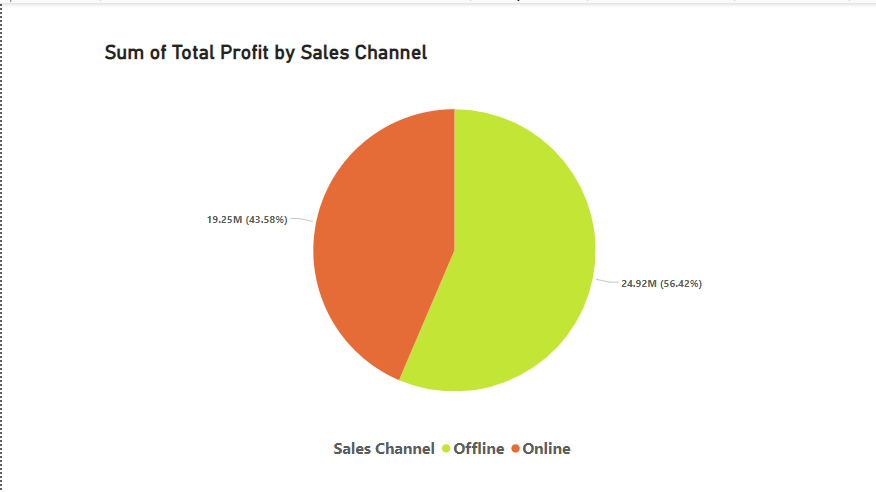 Sum of Total Profit by Sales Channel
19.25M (43.58%)
24.92M (56.42%)
Sales Channel Offline Online